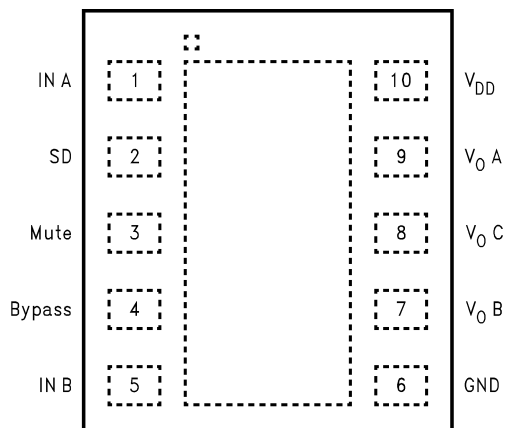 IN A 1 10 VDD
SD 2 9 VO A
Mute 3 8 VO C
Bypass 4 7 VO B
IN B 5 6 GND